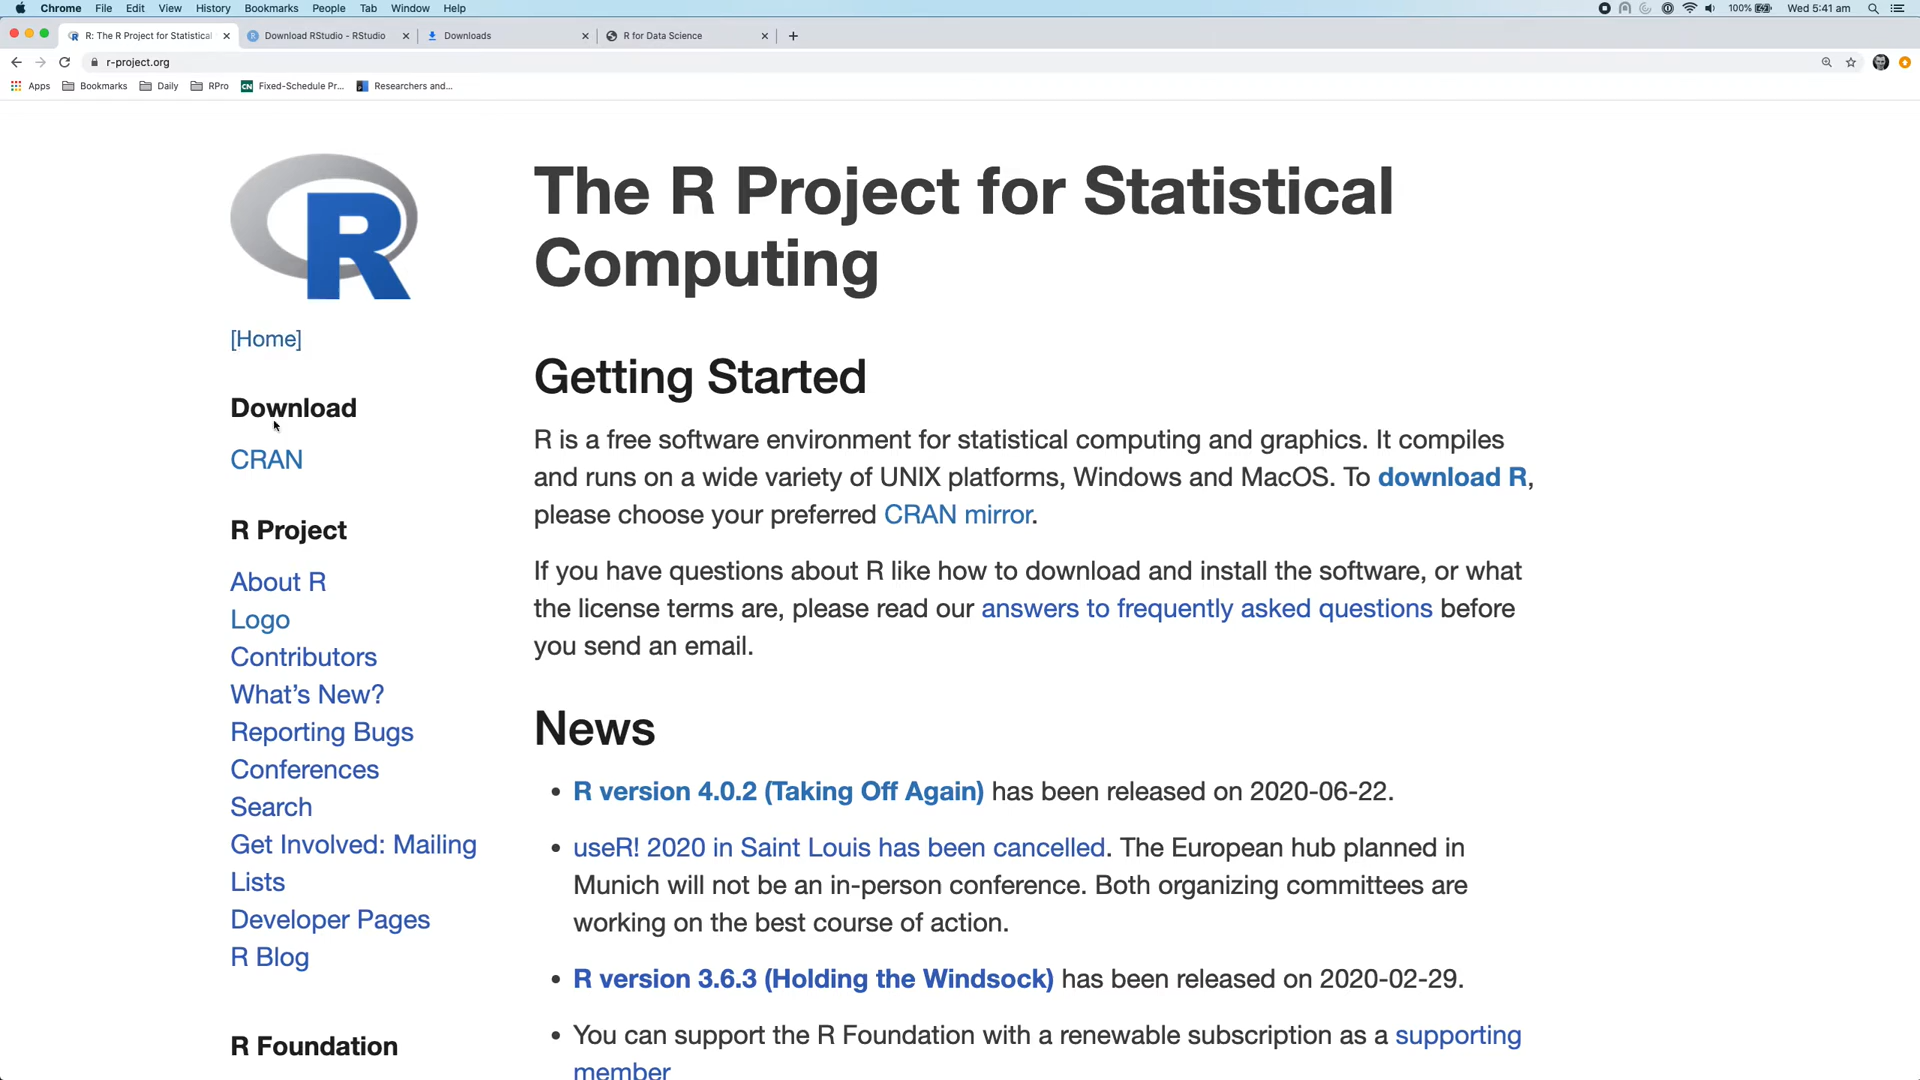 Chrome File Edit View History Bookmarks People Tab Window Help
100% Wed 5:41 am
R: The R Project for Statistical
Download RStudio - RStudio
Downloads
R for Data Science
r-project.org
Apps Bookmarks Daily RPro CN Fixed-Schedule Pr... Researchers and...
R
[Home]
Download
CRAN
R Project
About R
Logo
Contributors
What's New?
Reporting Bugs
Conferences
Search
Get Involved: Mailing
Lists
Developer Pages
R Blog
R Foundation
The R Project for Statistical
Computing
Getting Started
R is a free software environment for statistical computing and graphics. It compiles
and runs on a wide variety of UNIX platforms, Windows and MacOS. To download R,
please choose your preferred CRAN mirror.
If you have questions about R like how to download and install the software, or what
the license terms are, please read our answers to frequently asked questions before
you send an email.
News
• R version 4.0.2 (Taking Off Again) has been released on 2020-06-22.
• useR! 2020 in Saint Louis has been cancelled. The European hub planned in
Munich will not be an in-person conference. Both organizing committees are
working on the best course of action.
• R version 3.6.3 (Holding the Windsock) has been released on 2020-02-29.
• You can support the R Foundation with a renewable subscription as a supporting
member